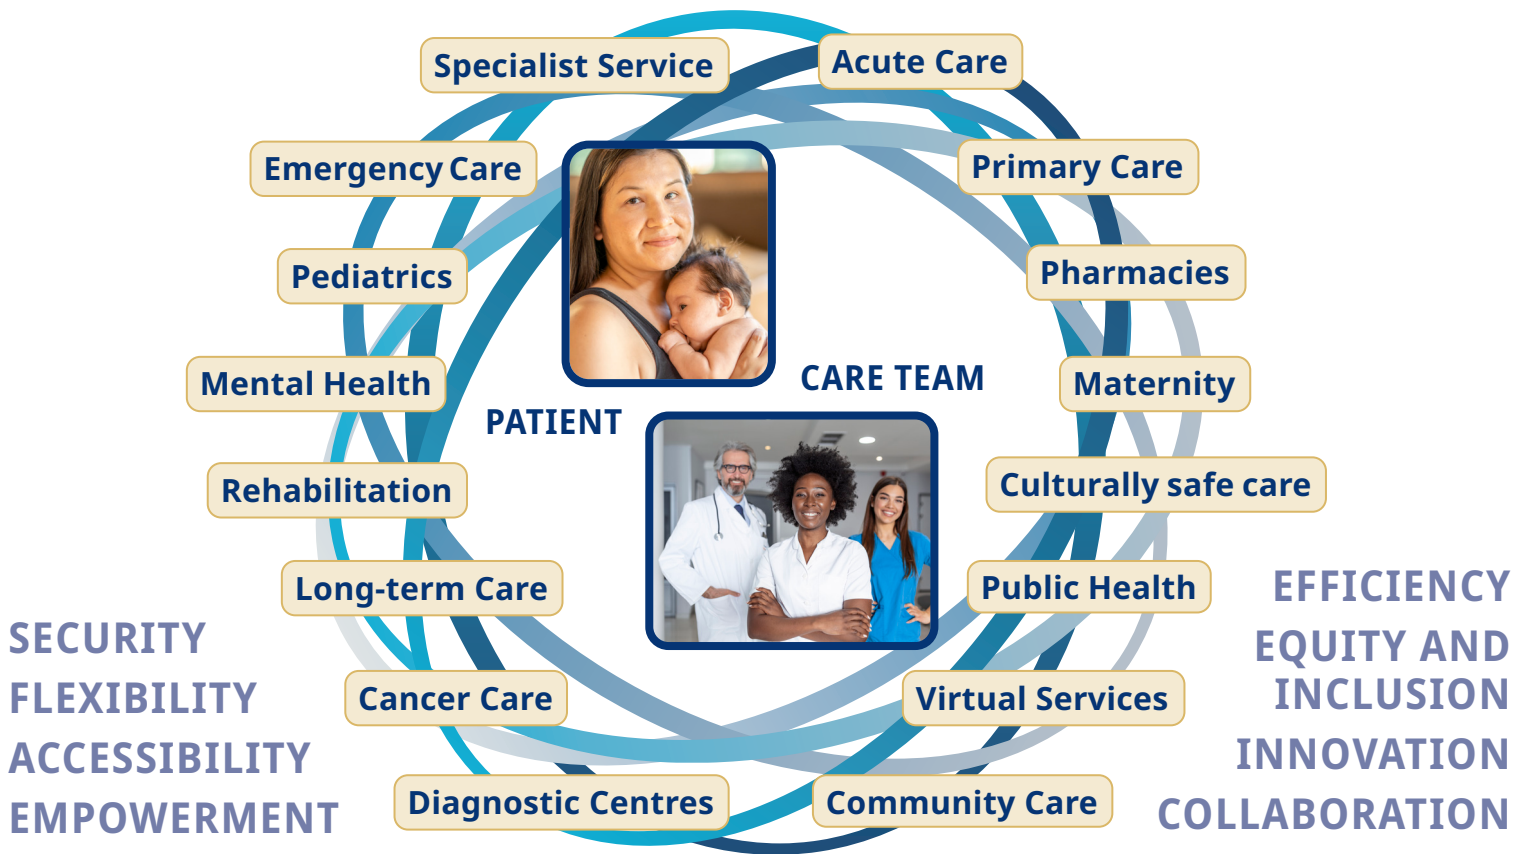 Specialist Service
Acute Care
Emergency Care
Primary Care
Pediatrics
Pharmacies
Mental Health
CARE TEAM
Maternity
PATIENT
Rehabilitation
Culturally safe care
Long-term Care
Public Health
Cancer Care
Virtual Services
Diagnostic Centres
Community Care
SECURITY
FLEXIBILITY
ACCESSIBILITY
EMPOWERMENT
EFFICIENCY
EQUITY AND
INCLUSION
INNOVATION
COLLABORATION